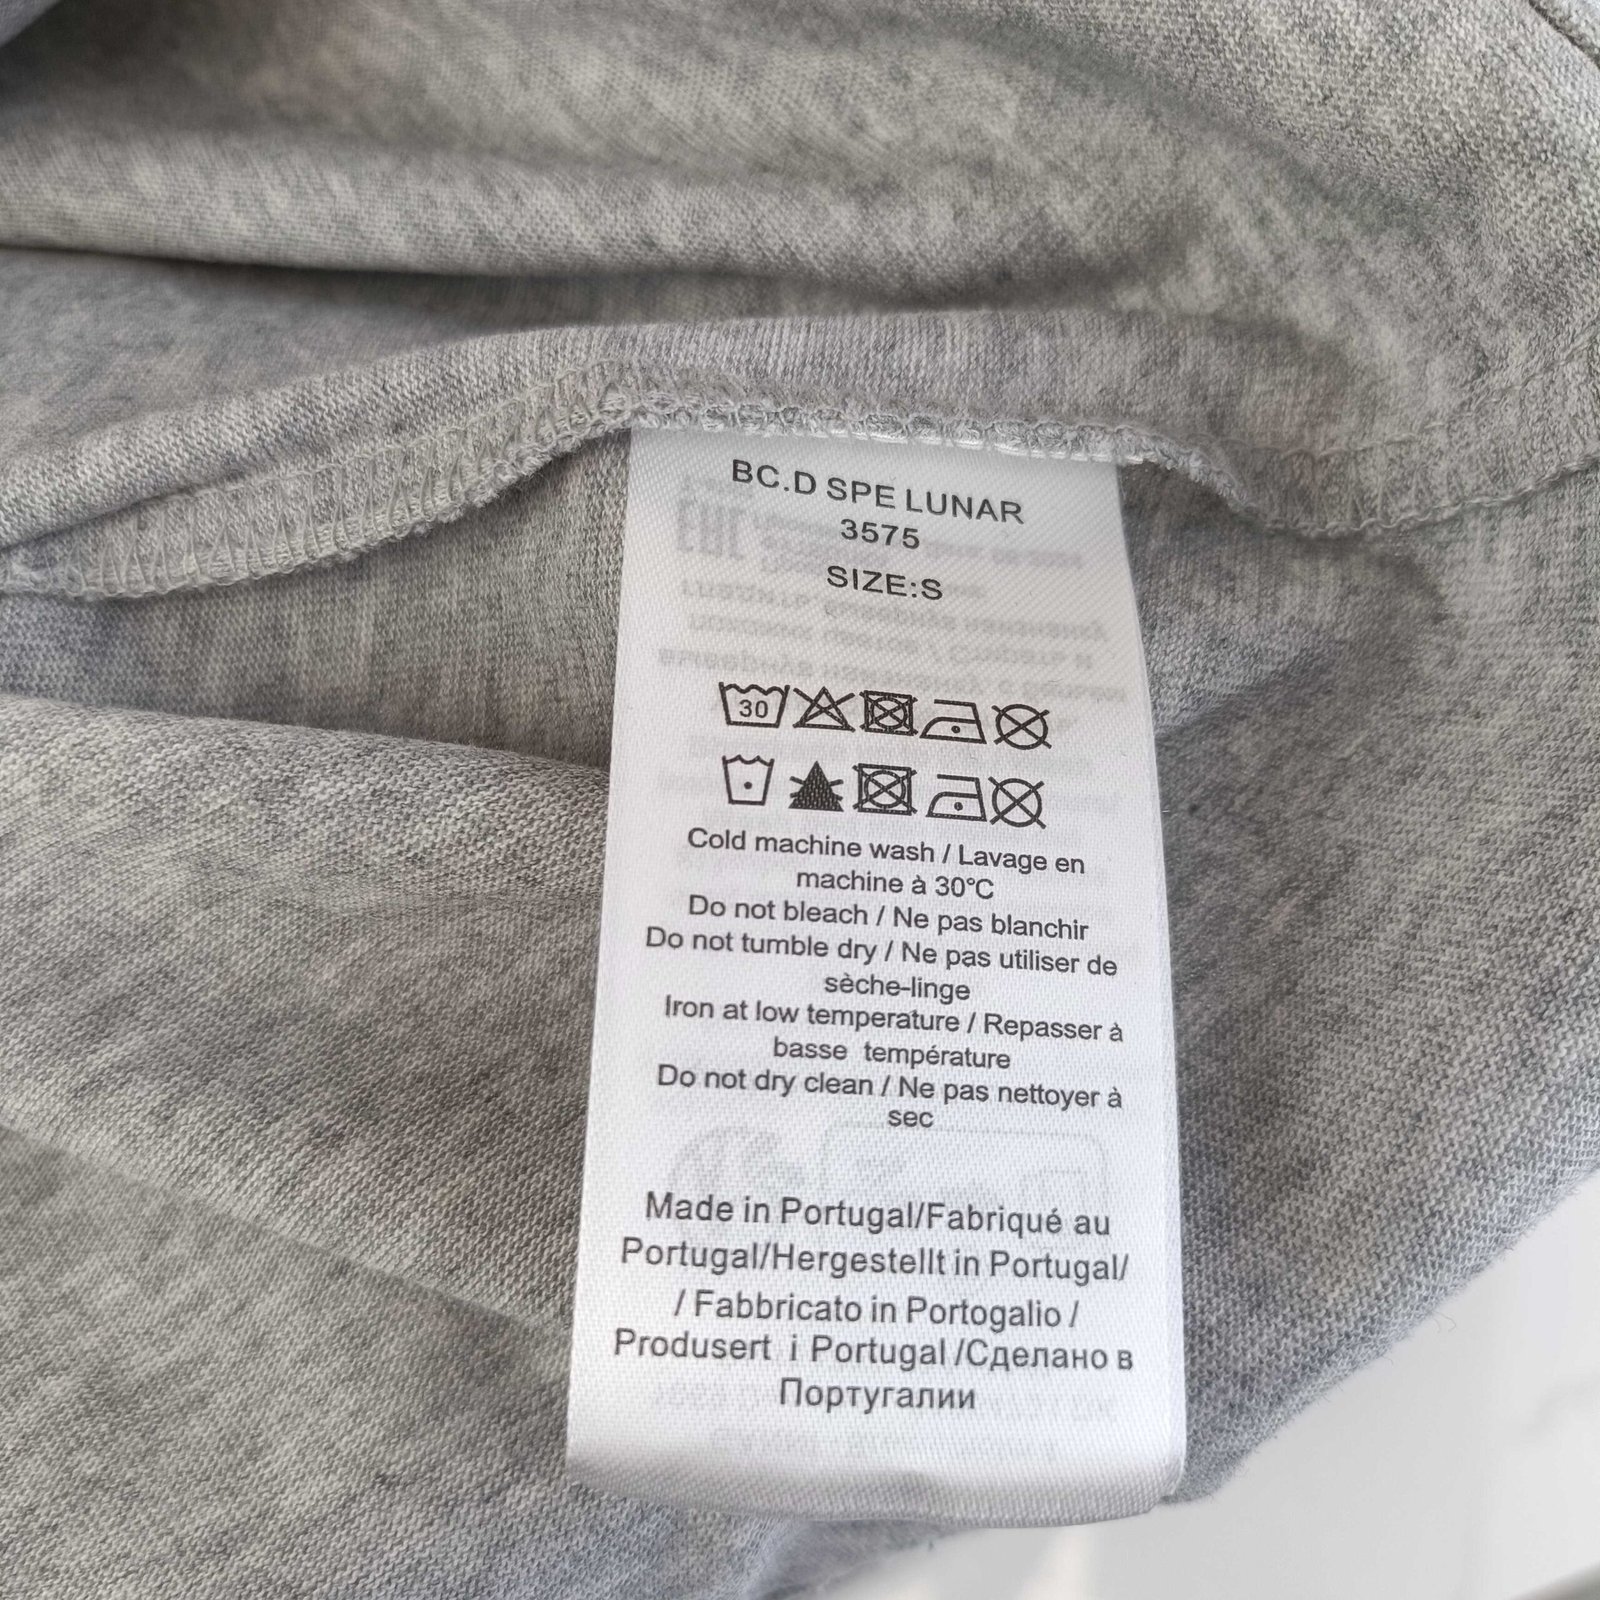 BC.D SPE LUNAR
3575
SIZE:S
30
Cold machine wash / Lavage en
machine à 30°C
Do not bleach / Ne pas blanchir
Do not tumble dry / Ne pas utiliser de
sèche-linge
Iron at low temperature / Repasser à
basse température
Do not dry clean / Ne pas nettoyer à
sec
Made in Portugal/Fabriqué au
Portugal/Hergestellt in Portugal/
/ Fabbricato in Portogalio /
Produsert i Portugal /Сделано в
Португалии